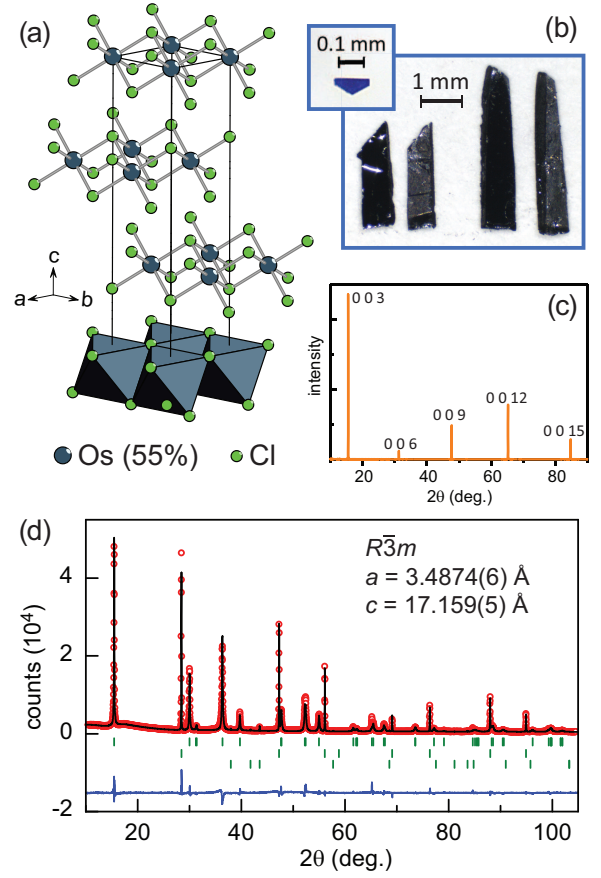 (a)
c
a
b
Os (55%)
Cl
(b)
0.1 mm
1 mm
(c)
intensity
0 0 3
0 0 6
0 0 9
0 0 12
0 0 15
20 40 60 80
2θ (deg.)
(d)
R3̅m
a = 3.4874(6) Å
c = 17.159(5) Å
counts (10⁴)
4
2
0
-2
20 40 60 80 100
2θ (deg.)